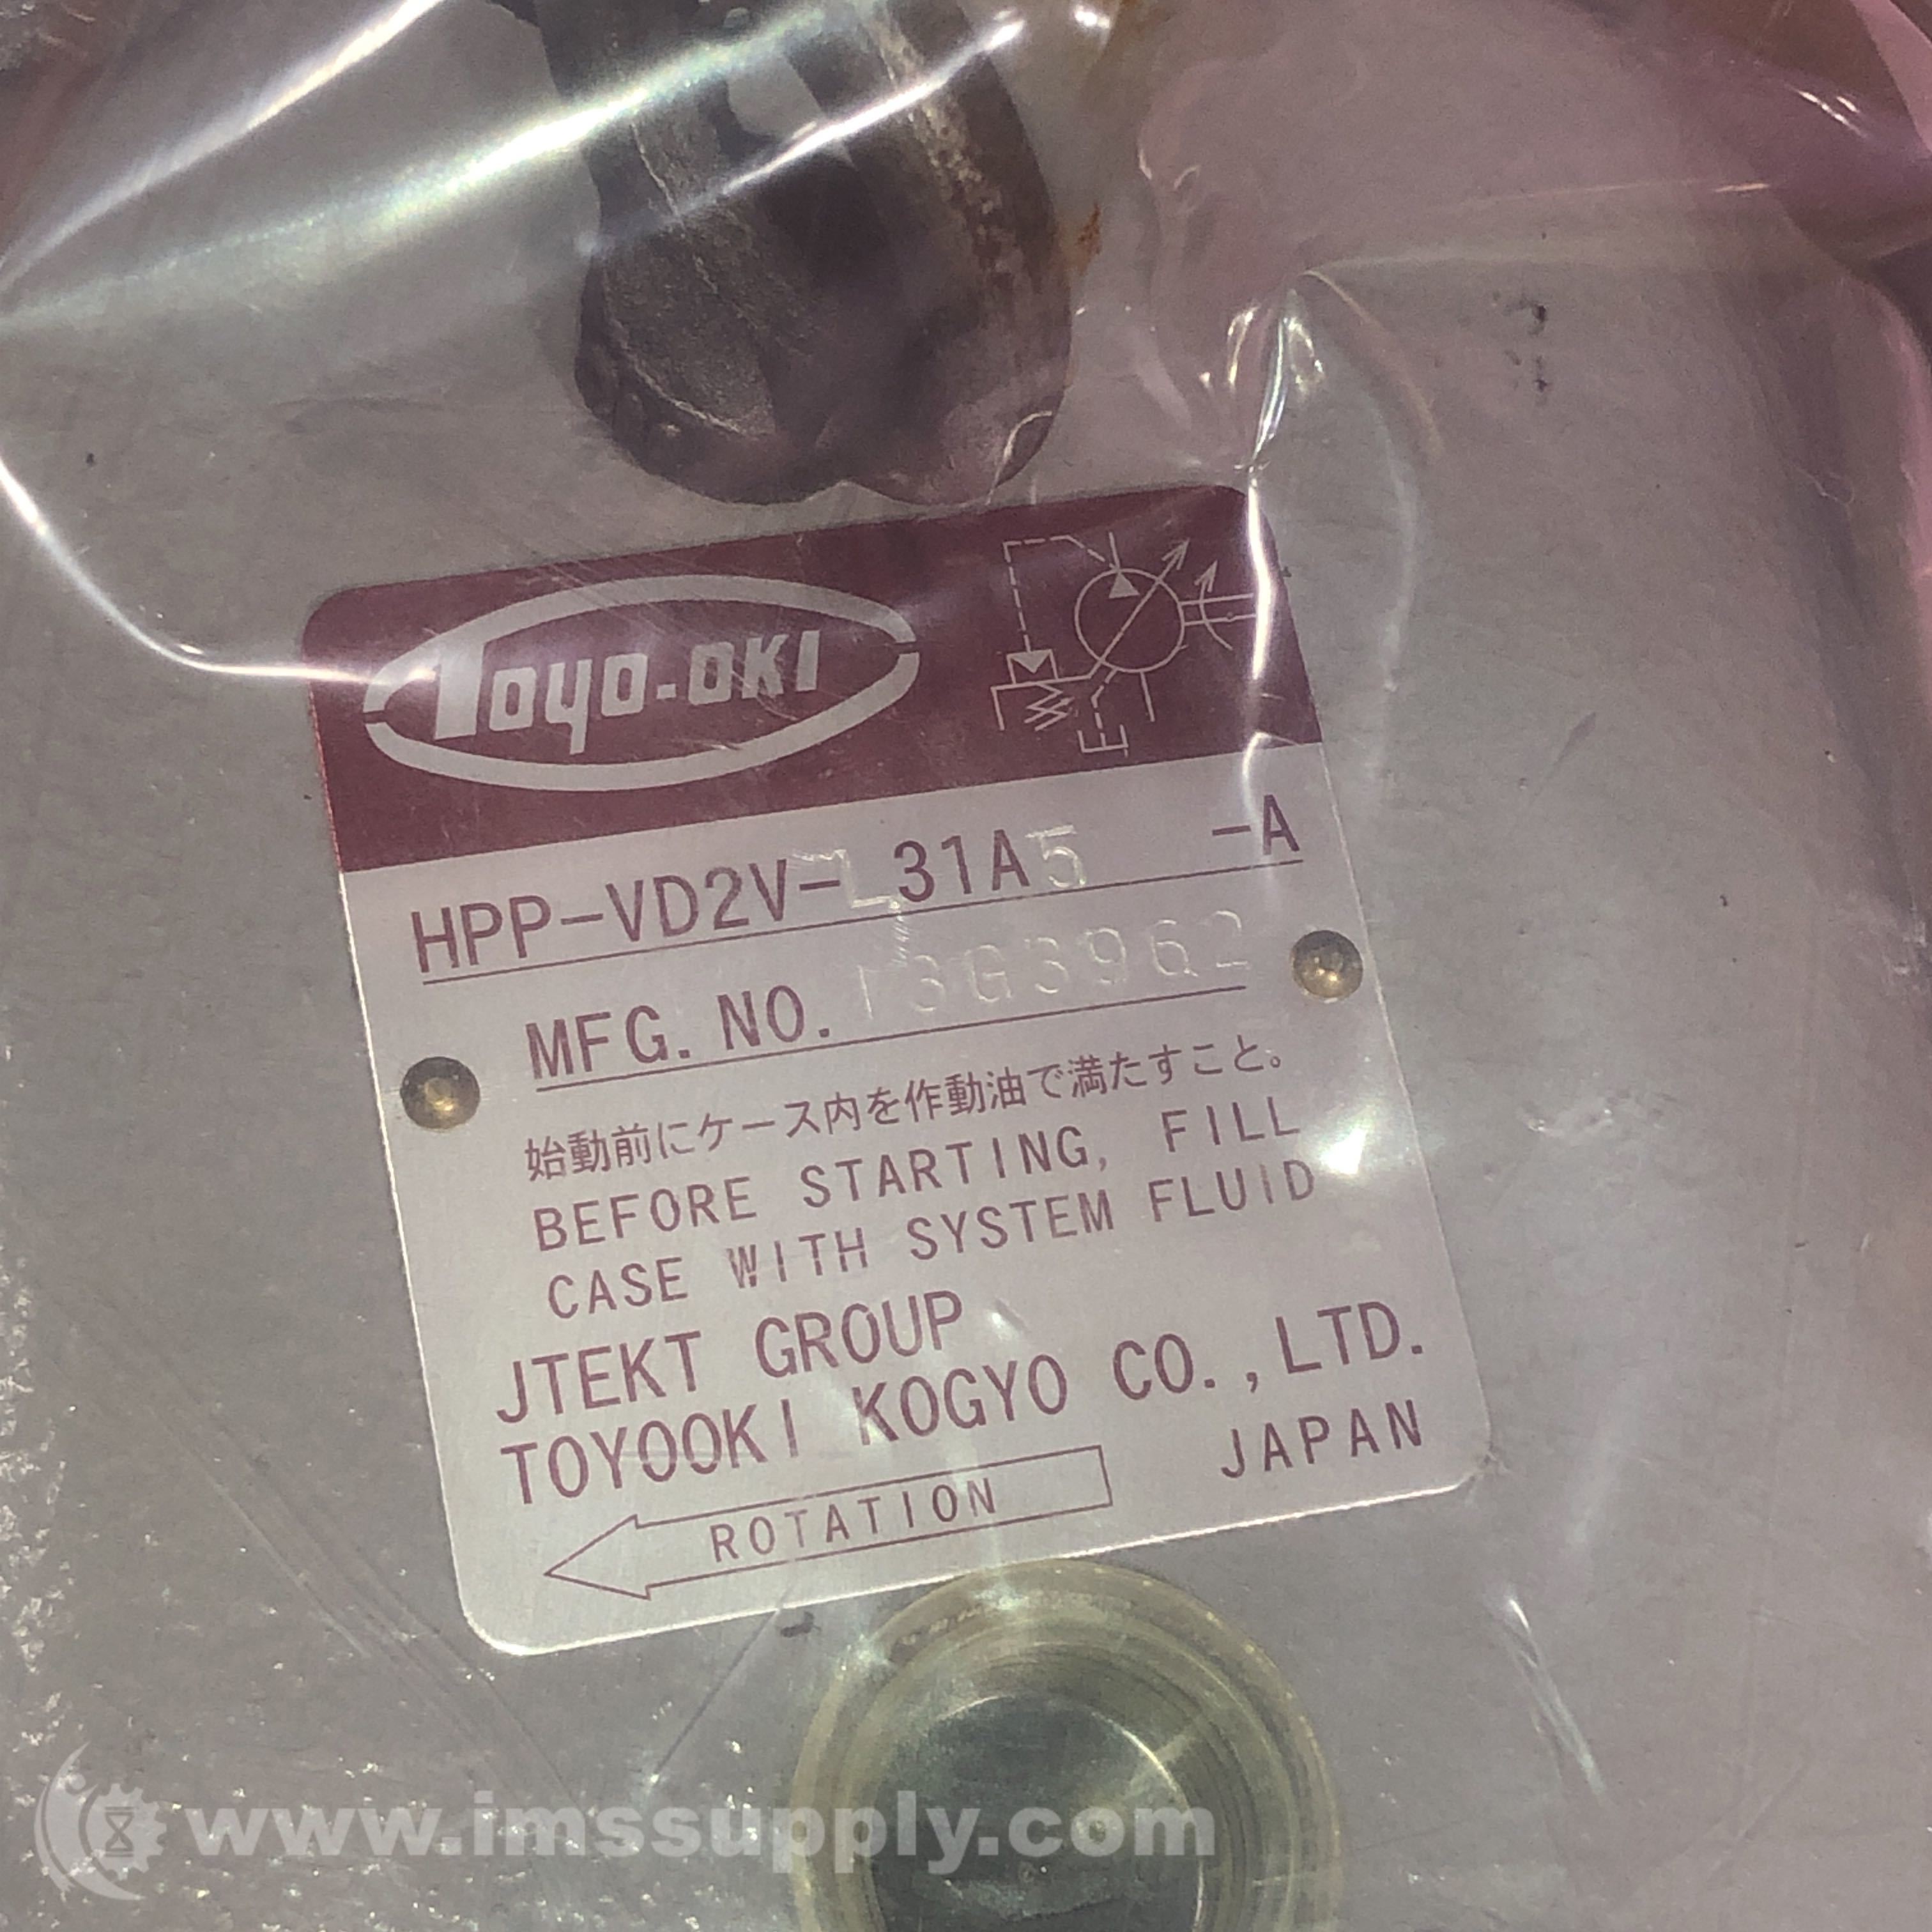 Toyo-oki
HPP-VD2V-L31A5 -A
MFG. NO. 13G3962
始動前にケース内を作動油で満たすこと。
BEFORE STARTING, FILL
CASE WITH SYSTEM FLUID
JTEKT GROUP
TOYOOKI KOGYO CO.,LTD.
ROTATION JAPAN
www.imssupply.com